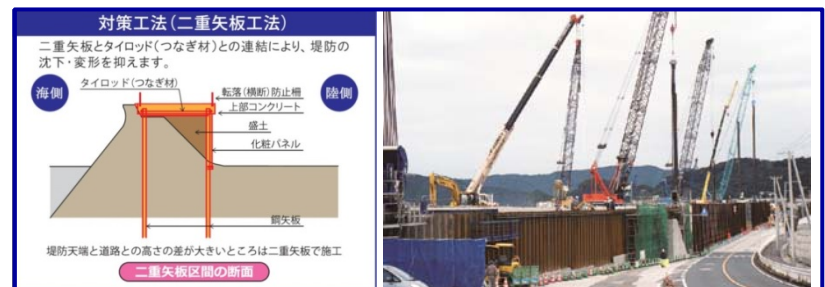 対策工法(二重矢板工法)
二重矢板とタイロッド(つなぎ材)との連結により、堤防の
沈下・変形を抑えます。
海側
タイロッド(つなぎ材)
陸側
転落(横断)防止柵
上部コンクリート
盛土
化粧パネル
鋼矢板
堤防天端と道路との高さの差が大きいところは二重矢板で施工
二重矢板区間の断面